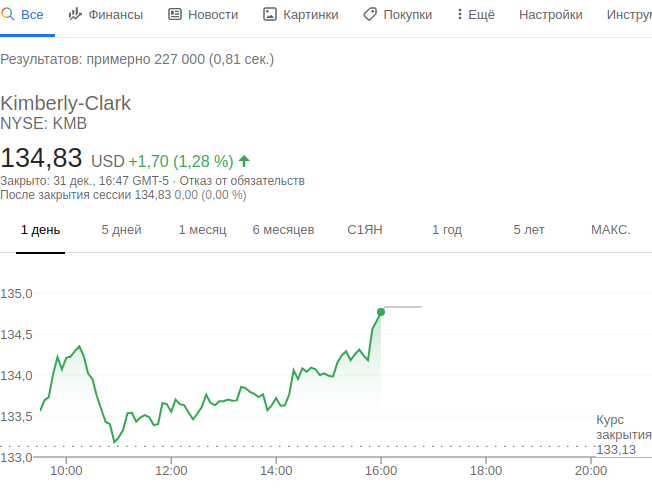 Все Финансы Новости Картинки Покупки Ещё Настройки Инстру
Результатов: примерно 227 000 (0,81 сек.)
Kimberly-Clark
NYSE: KMB
134,83 USD +1,70 (1,28 %)
Закрыто: 31 дек., 16:47 GMT-5 · Отказ от обязательств
После закрытия сессии 134,83 0,00 (0,00 %)
1 день 5 дней 1 месяц 6 месяцев С1ЯН 1 год 5 лет МАКС.
135,0
134,5
134,0
133,5
133,0
Курс
закрытия
133,13
10:00 12:00 14:00 16:00 18:00 20:00